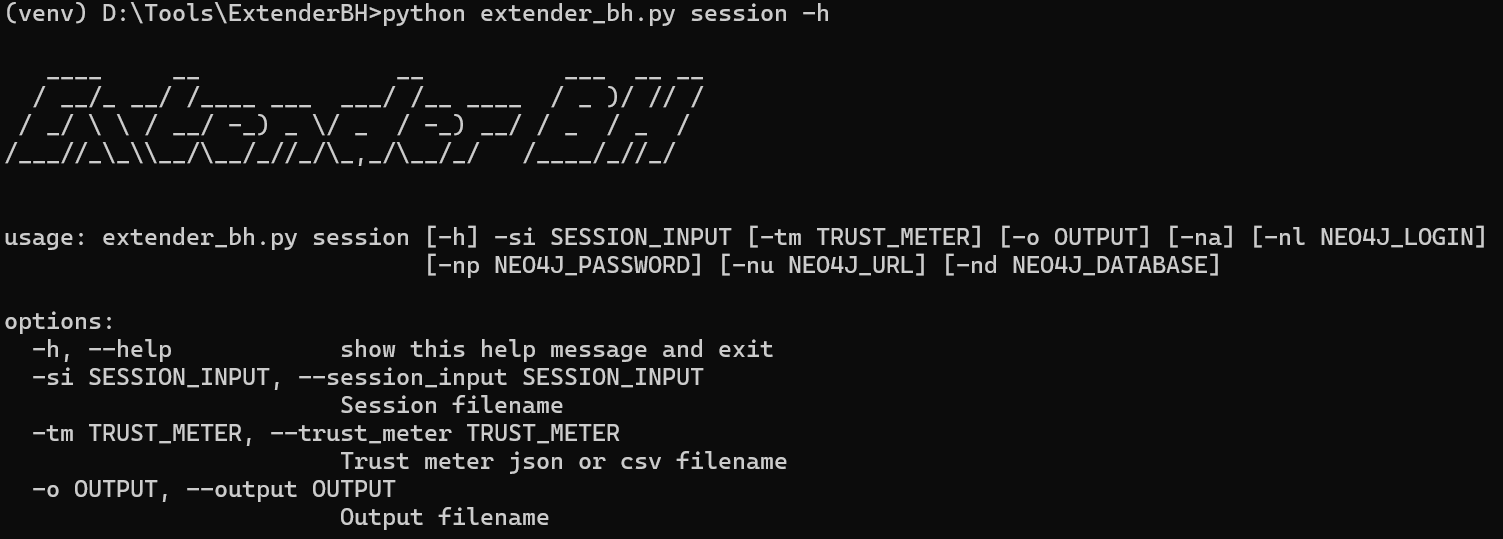 (venv) D:\Tools\ExtenderBH>python extender_bh.py session -h
   ____     __              __          ___  __ __
  / __/_ __/ /____ ___  ___/ /__ ____  / _ )/ // /
 / _/ \ \ / __/ -_) _ \/ _  / -_) __/ / _  / _  /
/___//_\_\\__/\__/_//_/\_,_/\__/_/   /____/_//_/
usage: extender_bh.py session [-h] -si SESSION_INPUT [-tm TRUST_METER] [-o OUTPUT] [-na] [-nl NEO4J_LOGIN]
                              [-np NEO4J_PASSWORD] [-nu NEO4J_URL] [-nd NEO4J_DATABASE]
options:
  -h, --help            show this help message and exit
  -si SESSION_INPUT, --session_input SESSION_INPUT
                        Session filename
  -tm TRUST_METER, --trust_meter TRUST_METER
                        Trust meter json or csv filename
  -o OUTPUT, --output OUTPUT
                        Output filename